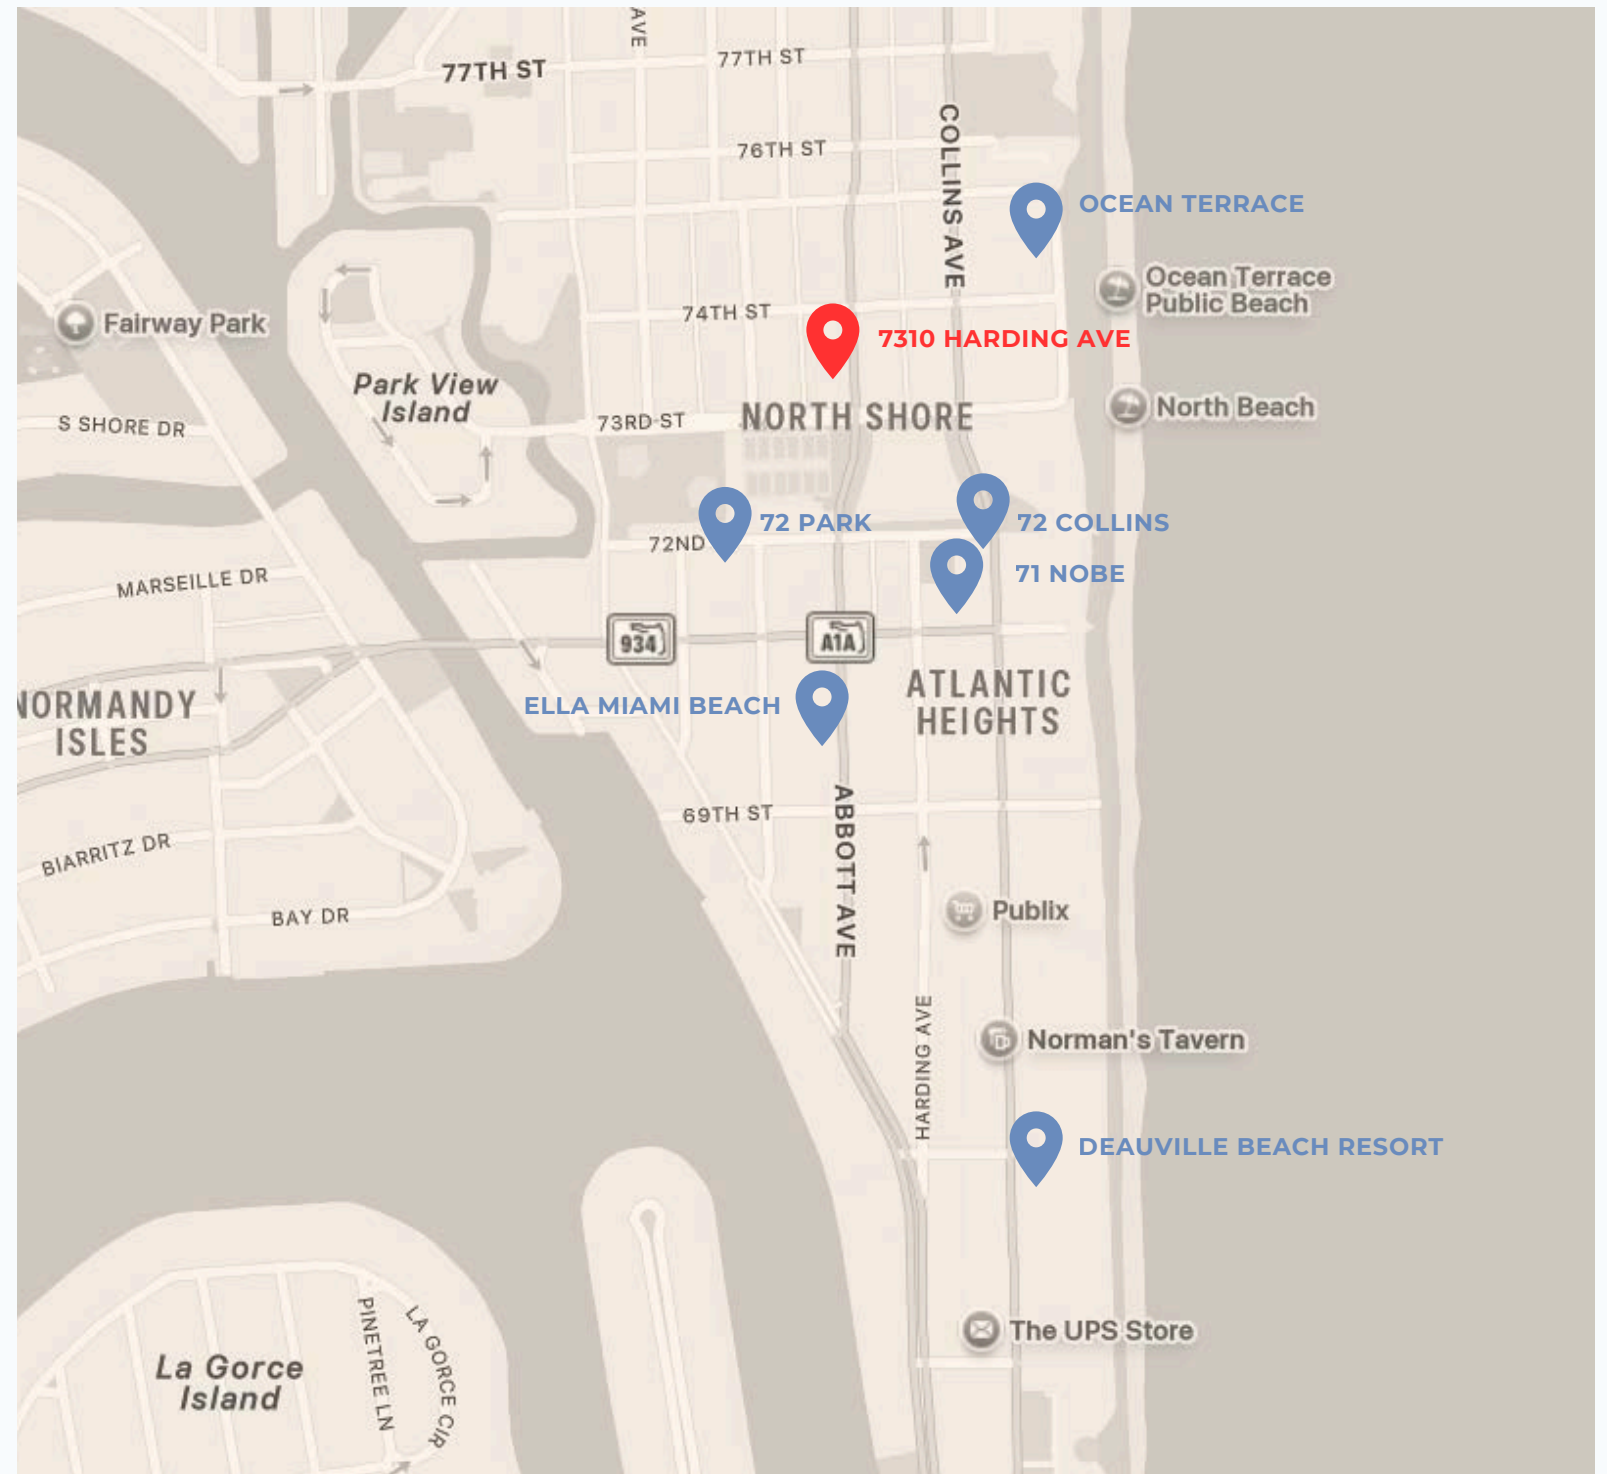 AVE
77TH ST
77TH ST
COLLINS AVE
76TH ST
OCEAN TERRACE
Ocean Terrace
Public Beach
Fairway Park
74TH ST
7310 HARDING AVE
Park View
Island
North Beach
S SHORE DR
73RD ST
NORTH SHORE
72 PARK
72 COLLINS
72ND
71 NOBE
MARSEILLE DR
934
A1A
NORMANDY
ISLES
ELLA MIAMI BEACH
ATLANTIC
HEIGHTS
69TH ST
ABBOTT AVE
BIARRITZ DR
BAY DR
Publix
HARDING AVE
Norman's Tavern
DEAUVILLE BEACH RESORT
The UPS Store
PINETREE LN
LA GORCE CIR
La Gorce
Island